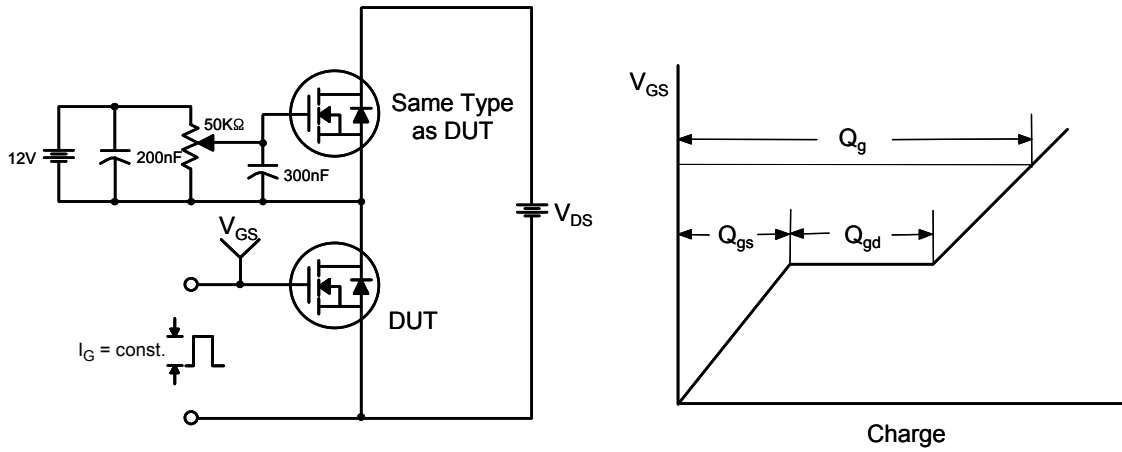 12V
200nF
50KΩ
300nF
Same Type
as DUT
V_DS
V_GS
DUT
I_G = const.
V_GS
Q_g
Q_gs
Q_gd
Charge